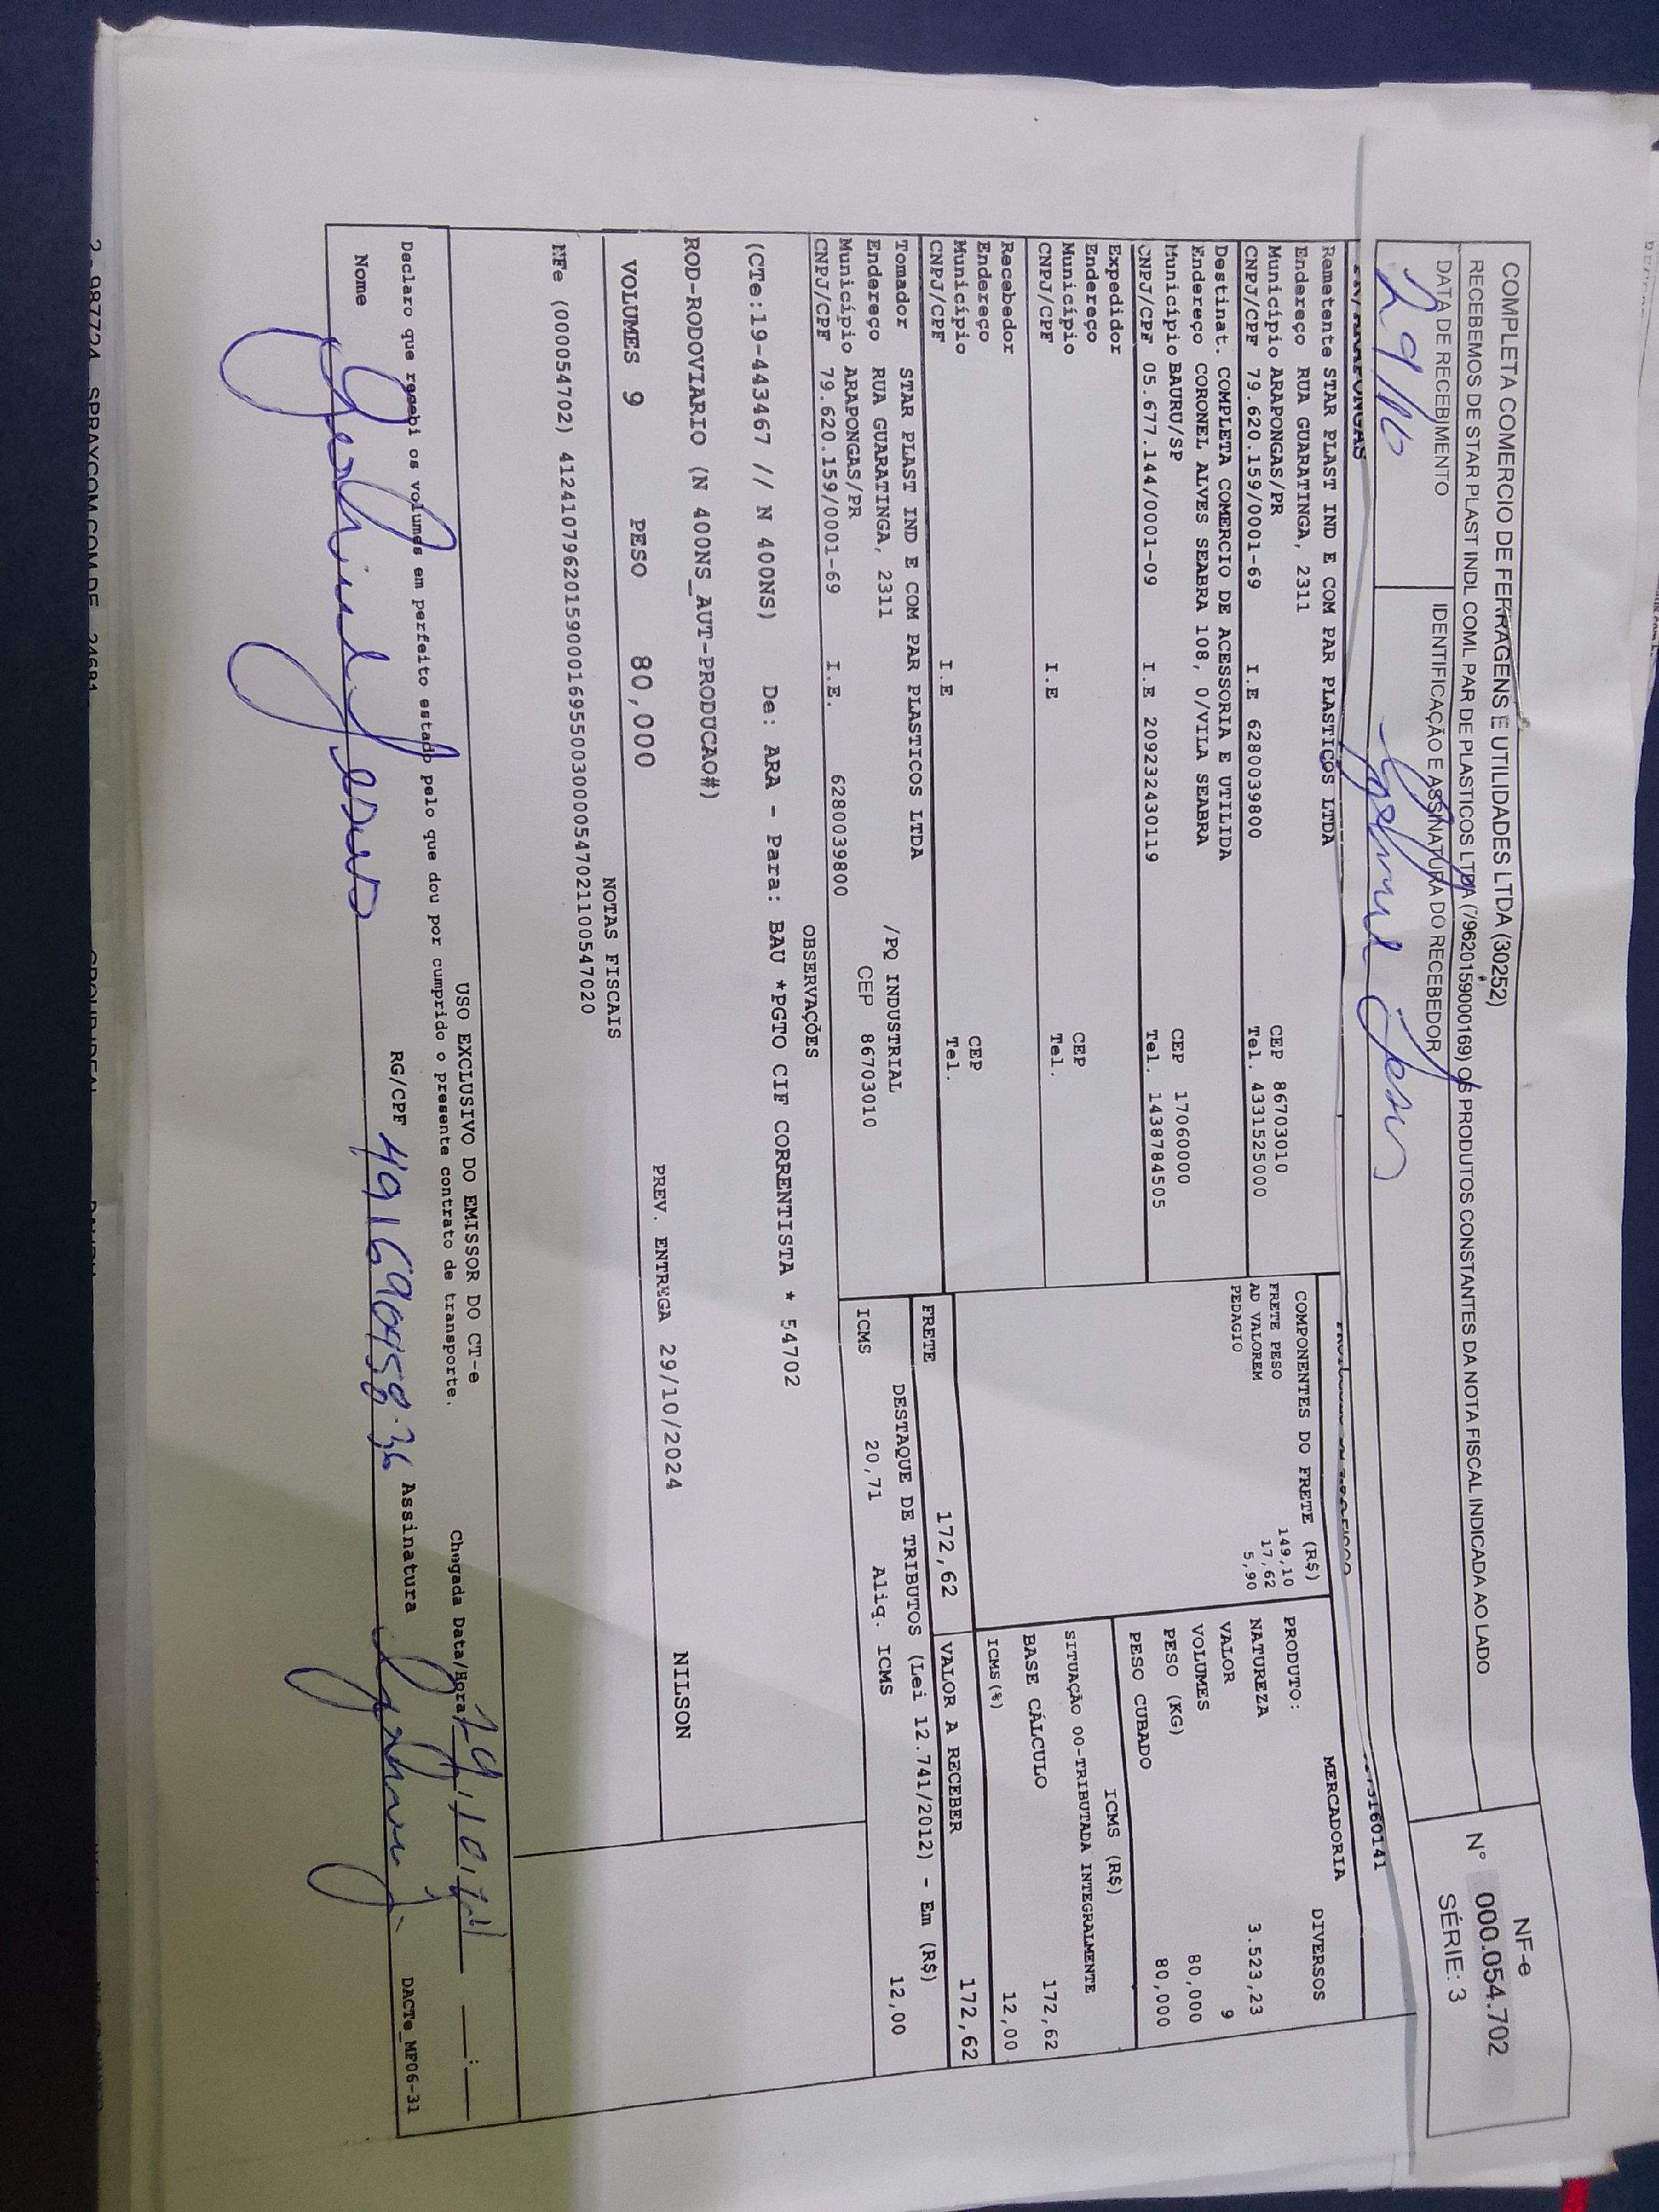 COMPLETA COMERCIO DE FERRAGENS E UTILIDADES LTDA (30252)
RECEBEMOS DE STAR PLAST INDL COML PAR DE PLASTICOS LTDA (79620159000169) OS PRODUTOS CONSTANTES DA NOTA FISCAL INDICADA AO LADO
DATA DE RECEBIMENTO
IDENTIFICAÇÃO E ASSINATURA DO RECEBEDOR
29/10
NF-e
N° 000.054.702
SÉRIE: 3
Remetente STAR PLAST IND E COM PAR PLASTICOS LTDA
Endereço RUA GUARATINGA, 2311
Município ARAPONGAS/PR CEP 86703010
CNPJ/CPF 79.620.159/0001-69 I.E 6280039800 Tel. 4331525000
Destinat. COMPLETA COMERCIO DE ACESSORIA E UTILIDA
Endereço CORONEL ALVES SEABRA 108, 0/VILA SEABRA
Município BAURU/SP CEP 17060000
CNPJ/CPF 05.677.144/0001-09 I.E 209232430119 Tel. 1438784505
Expedidor
Endereço
Município CEP
CNPJ/CPF I.E Tel.
Recebedor
Endereço
Município CEP
CNPJ/CPF I.E Tel.
Tomador STAR PLAST IND E COM PAR PLASTICOS LTDA
Endereço RUA GUARATINGA, 2311 /PQ INDUSTRIAL
Município ARAPONGAS/PR CEP 86703010
CNPJ/CPF 79.620.159/0001-69 I.E. 6280039800
COMPONENTES DO FRETE (R$)
FRETE PESO 149,10
AD VALOREM 17,62
PEDAGIO 5,90
MERCADORIA
PRODUTO: DIVERSOS
NATUREZA
VALOR 3.523,23
VOLUMES 9
PESO (KG) 80,000
PESO CUBADO 80,000
ICMS (R$)
SITUAÇÃO 00-TRIBUTADA INTEGRALMENTE
BASE CÁLCULO 172,62
ICMS(%) 12,00
FRETE 172,62 VALOR A RECEBER 172,62
DESTAQUE DE TRIBUTOS (Lei 12.741/2012) - Em (R$)
ICMS 20,71 Aliq. ICMS 12,00
OBSERVAÇÕES
(CTe:19-443467 // N 400NS) De: ARA - Para: BAU *PGTO CIF CORRENTISTA * 54702
ROD-RODOVIARIO (N 400NS_AUT-PRODUCAO#)
NILSON
VOLUMES 9 PESO 80,000 PREV. ENTREGA 29/10/2024
NOTAS FISCAIS
NFe (000054702) 41241079620159000169550030000547021100547020
USO EXCLUSIVO DO EMISSOR DO CT-e
Declaro que recebi os volumes em perfeito estado pelo que dou por cumprido o presente contrato de transporte.
Chegada Data/Hora 29/10/24 __:__
Nome
RG/CPF 491690958.36
Assinatura
DACTe_MF06-31